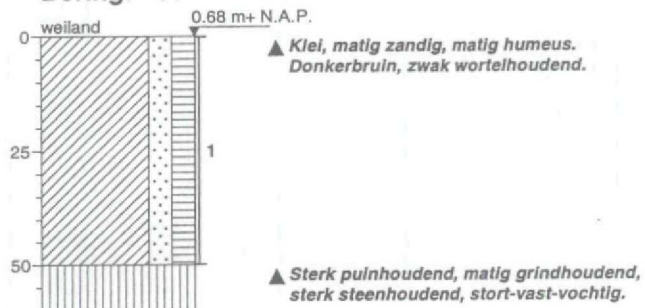 0.68 m+ N.A.P.
weiland
0
▲ Klei, matig zandig, matig humeus.
Donkerbruin, zwak wortelhoudend.
25
1
50
▲ Sterk puinhoudend, matig grindhoudend,
sterk steenhoudend, stort-vast-vochtig.